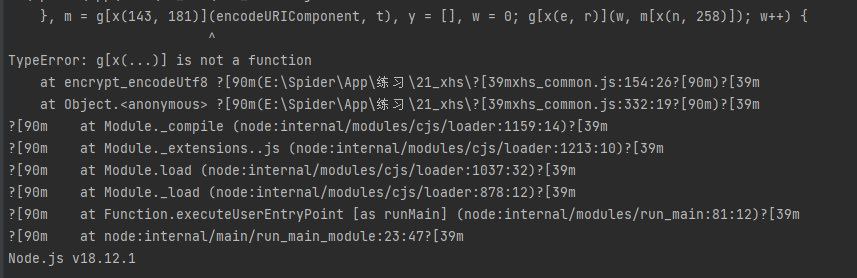 }, m = g[x(143, 181)](encodeURIComponent, t), y = [], w = 0; g[x(e, r)](w, m[x(n, 258)]); w++) {
^
TypeError: g[x(...)] is not a function
at encrypt_encodeUtf8 ?[90m(E:\Spider\App\练习\21_xhs\?[39mxhs_common.js:154:26?[90m)?[39m
at Object.<anonymous> ?[90m(E:\Spider\App\练习\21_xhs\?[39mxhs_common.js:332:19?[90m)?[39m
?[90m    at Module._compile (node:internal/modules/cjs/loader:1159:14)?[39m
?[90m    at Module._extensions..js (node:internal/modules/cjs/loader:1213:10)?[39m
?[90m    at Module.load (node:internal/modules/cjs/loader:1037:32)?[39m
?[90m    at Module._load (node:internal/modules/cjs/loader:878:12)?[39m
?[90m    at Function.executeUserEntryPoint [as runMain] (node:internal/modules/run_main:81:12)?[39m
?[90m    at node:internal/main/run_main_module:23:47?[39m
Node.js v18.12.1